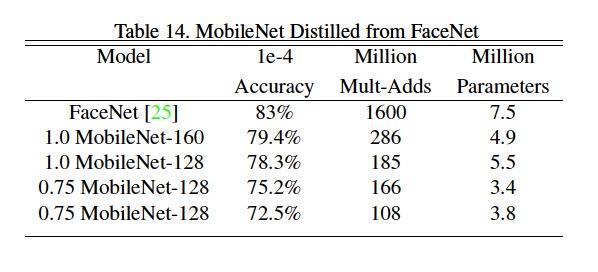 Table 14. MobileNet Distilled from FaceNet
Model 1e-4 Million Million
Accuracy Mult-Adds Parameters
FaceNet [25] 83% 1600 7.5
1.0 MobileNet-160 79.4% 286 4.9
1.0 MobileNet-128 78.3% 185 5.5
0.75 MobileNet-128 75.2% 166 3.4
0.75 MobileNet-128 72.5% 108 3.8